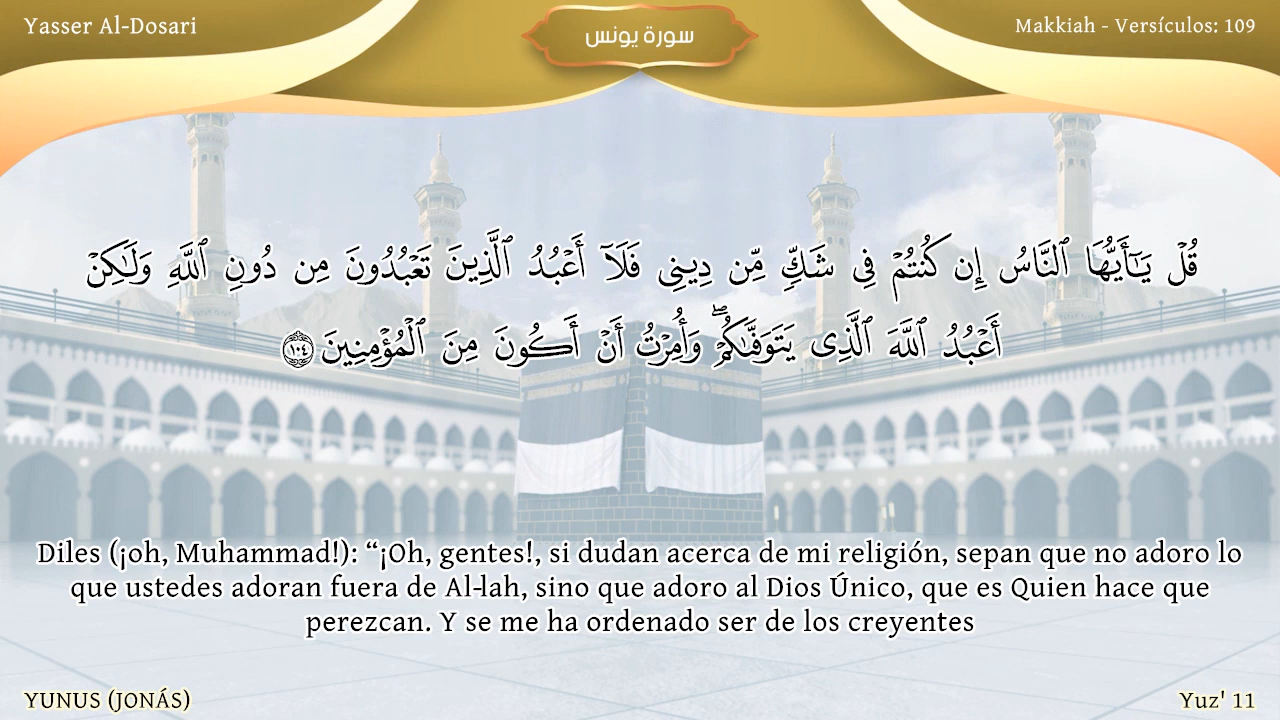 Yasser Al-Dosari
سورة يونس
Makkiah - Versículos: 109
قُلْ يَـٰٓأَيُّهَا ٱلنَّاسُ إِن كُنتُمْ فِى شَكٍّ مِّن دِينِى فَلَآ أَعْبُدُ ٱلَّذِينَ تَعْبُدُونَ مِن دُونِ ٱللَّهِ وَلَـٰكِنْ
أَعْبُدُ ٱللَّهَ ٱلَّذِى يَتَوَفَّىٰكُمْ ۖ وَأُمِرْتُ أَنْ أَكُونَ مِنَ ٱلْمُؤْمِنِينَ ١٠٤
Diles (¡oh, Muhammad!): “¡Oh, gentes!, si dudan acerca de mi religión, sepan que no adoro lo
que ustedes adoran fuera de Al-lah, sino que adoro al Dios Único, que es Quien hace que
perezcan. Y se me ha ordenado ser de los creyentes
YUNUS (JONÁS)
Yuz' 11